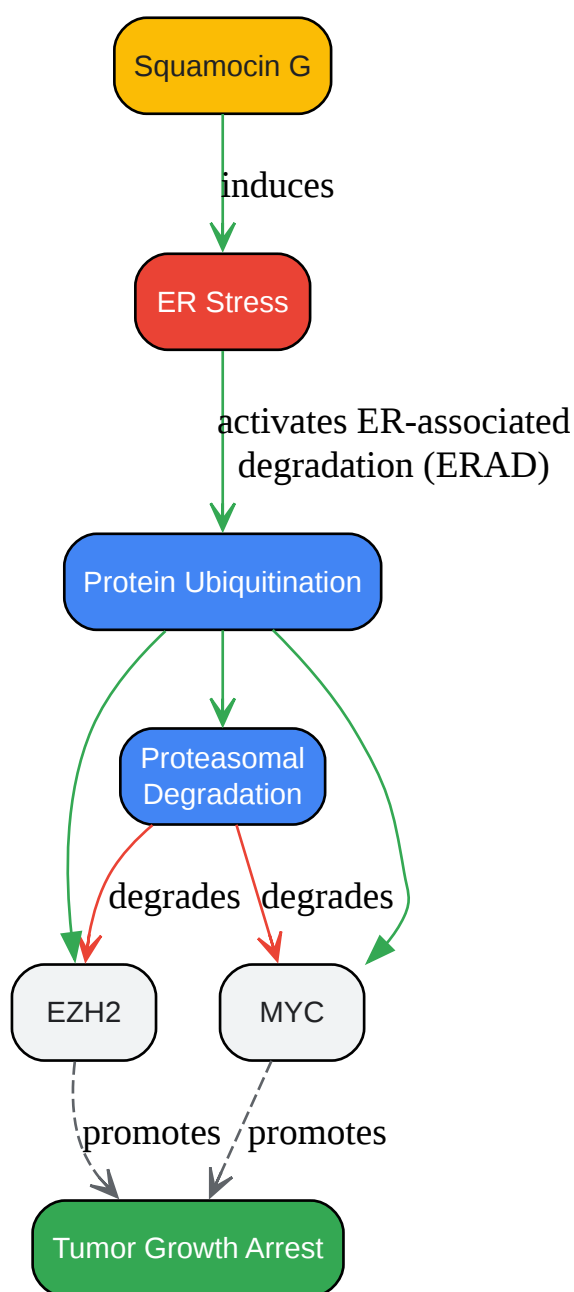 Squamocin G
induces
ER Stress
activates ER-associated
degradation (ERAD)
Protein Ubiquitination
Proteasomal
Degradation
degrades
degrades
EZH2
MYC
promotes
promotes
Tumor Growth Arrest